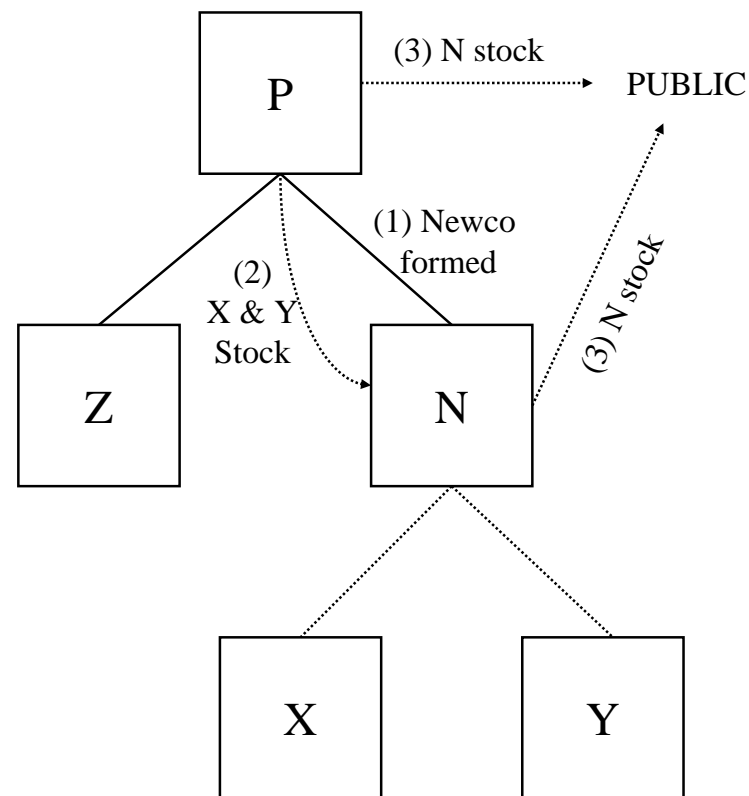 (3) N stock
P
PUBLIC
(1) Newco
formed
(2)
X & Y
Stock
(3) N stock
Z
N
X
Y